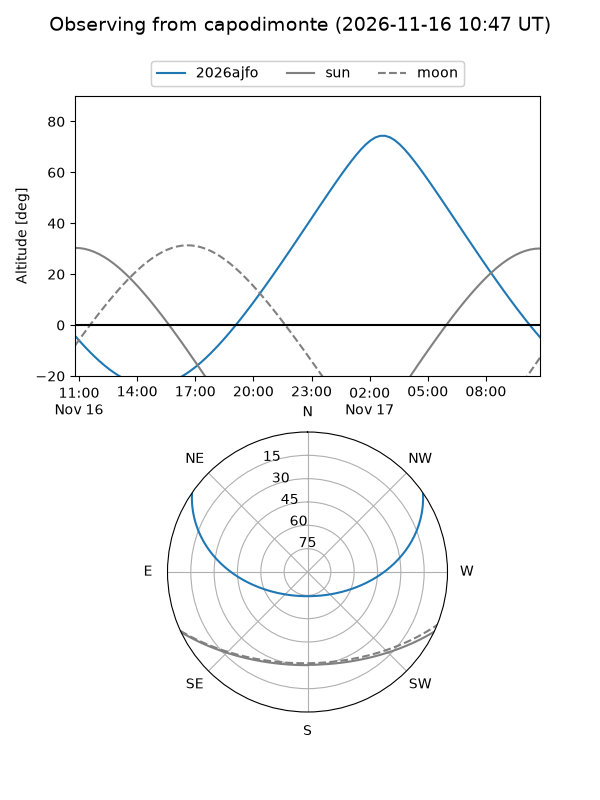 Observing from capodimonte (2026-11-16 10:47 UT)
2026ajfo sun moon
Altitude [deg]
80
60
40
20
0
−20
11:00 14:00 17:00 20:00 23:00 02:00 05:00 08:00
Nov 16 Nov 17
N
NE NW
15
30
45
60
75
E W
SE SW
S